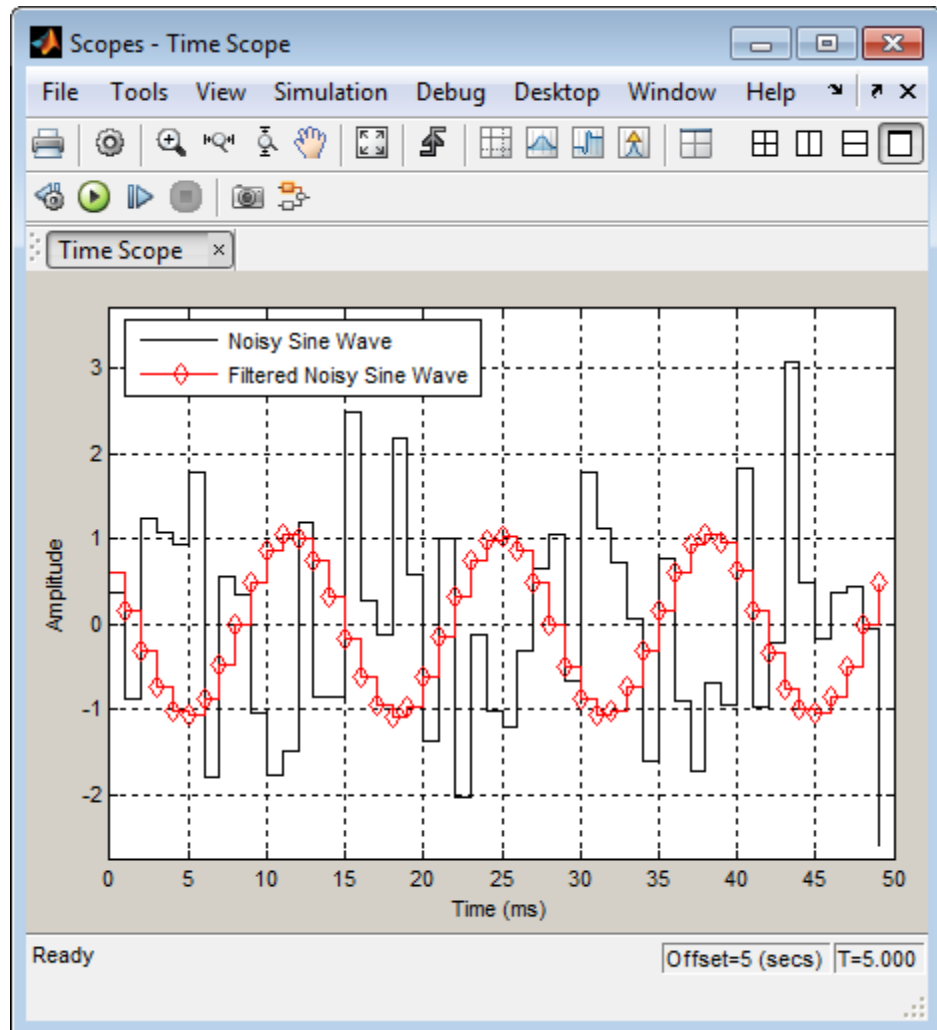 Scopes - Time Scope
File Tools View Simulation Debug Desktop Window Help
Time Scope
Noisy Sine Wave
Filtered Noisy Sine Wave
3
2
1
0
-1
-2
Amplitude
0 5 10 15 20 25 30 35 40 45 50
Time (ms)
Ready Offset=5 (secs) T=5.000